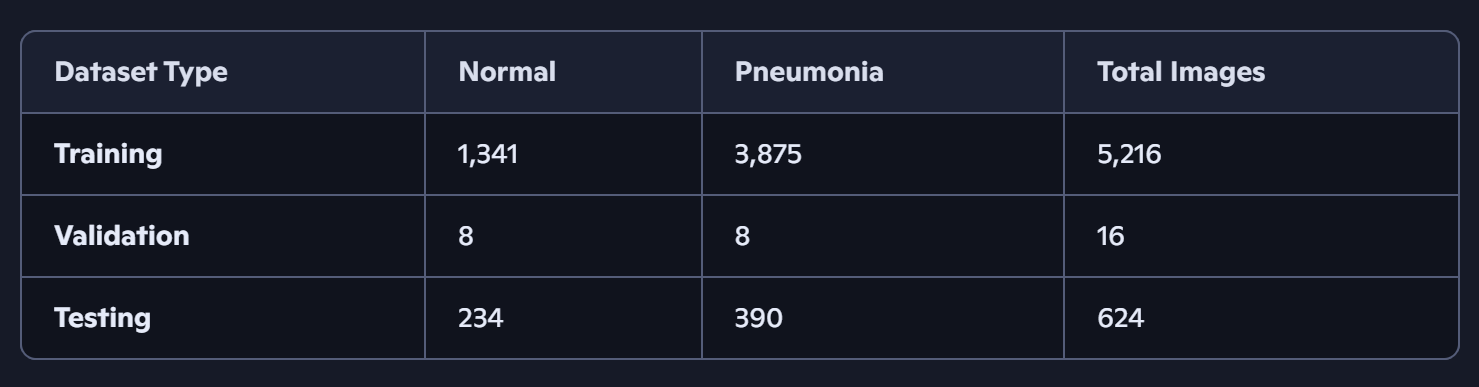 Dataset Type Normal Pneumonia Total Images
Training 1,341 3,875 5,216
Validation 8 8 16
Testing 234 390 624